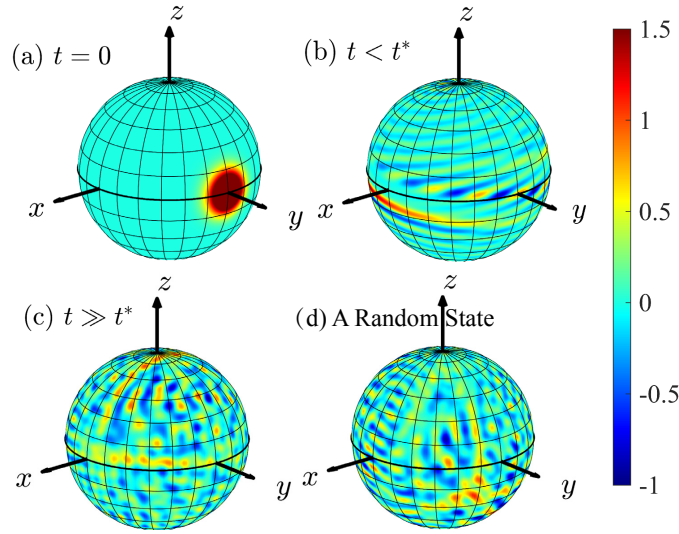 (a) t = 0
z
x
y
(b) t < t*
z
x
y
(c) t ≫ t*
z
x
y
(d) A Random State
z
x
y
1.5
1
0.5
0
-0.5
-1